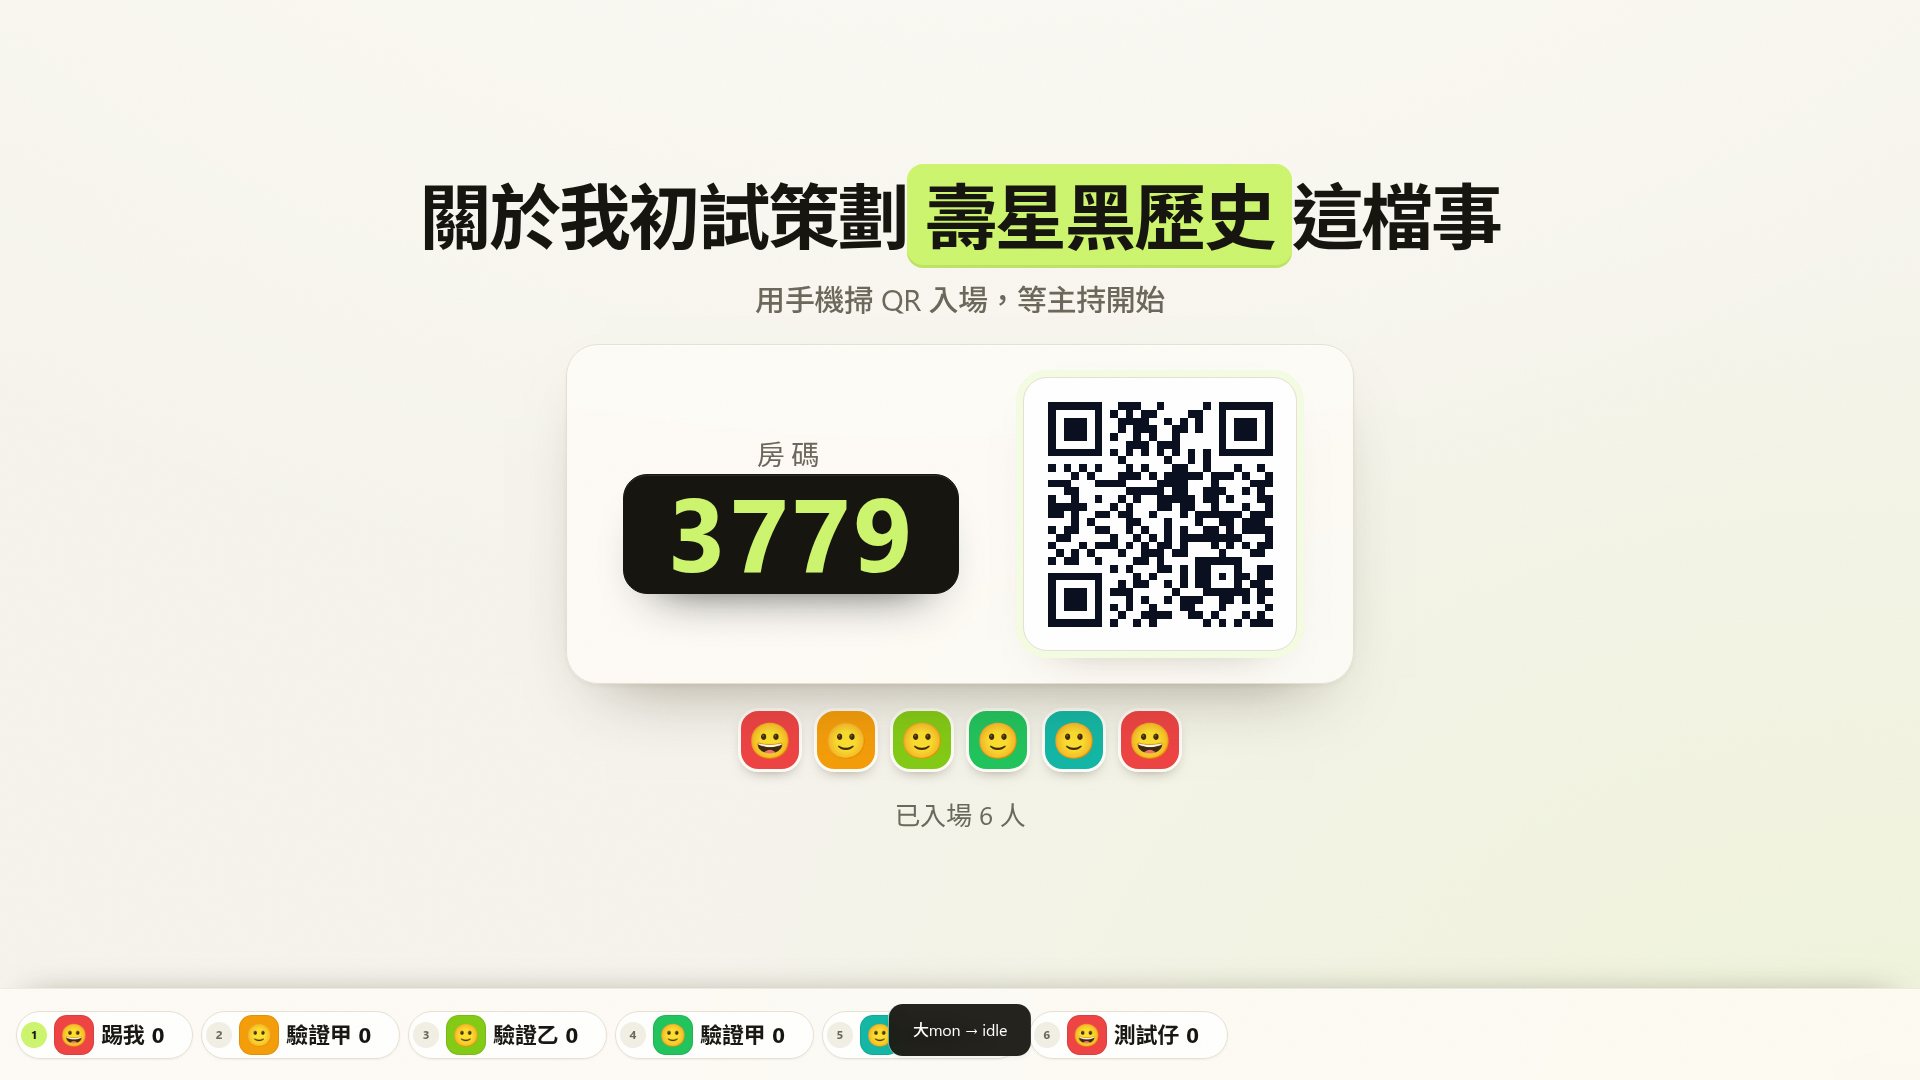 關於我初試策劃 壽星黑歷史 這檔事
用手機掃 QR 入場，等主持開始
房碼
3779
已入場 6 人
1 踢我 0
2 驗證甲 0
3 驗證乙 0
4 驗證甲 0
5
大mon → idle
6 測試仔 0